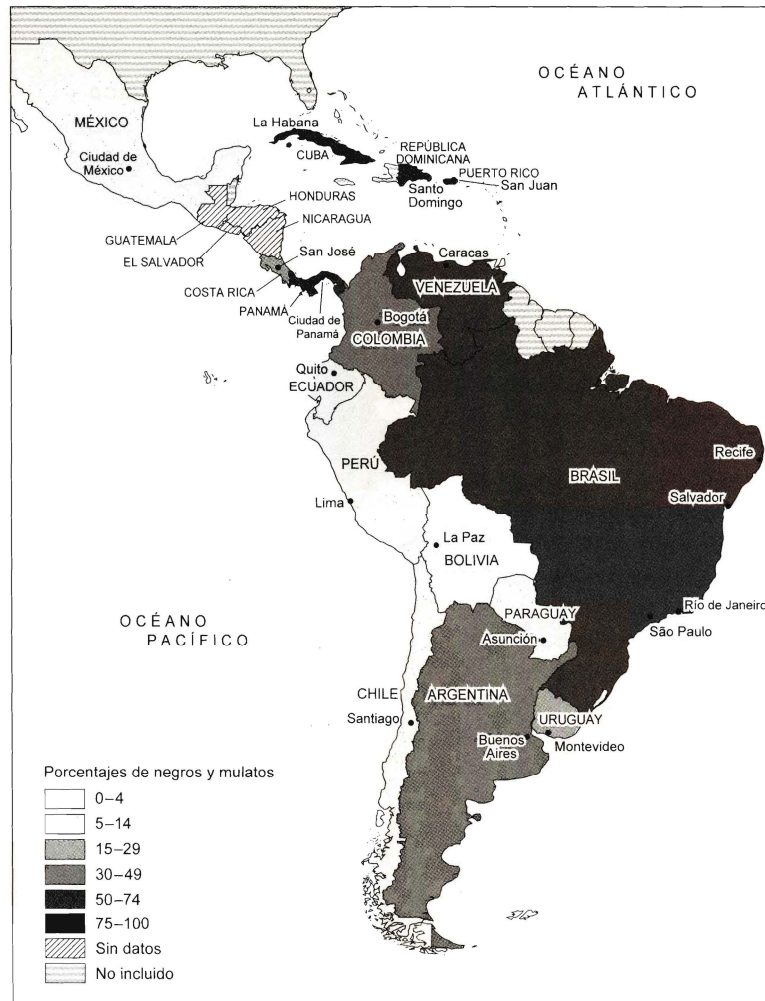 OCÉANO
ATLÁNTICO
MÉXICO
Ciudad de
México
La Habana
CUBA
REPÚBLICA
DOMINICANA
PUERTO RICO
San Juan
Santo
Domingo
HONDURAS
NICARAGUA
GUATEMALA
EL SALVADOR
San José
COSTA RICA
PANAMÁ
Ciudad de
Panamá
Caracas
VENEZUELA
Bogotá
COLOMBIA
Quito
ECUADOR
PERÚ
Lima
BRASIL
Recife
Salvador
La Paz
BOLIVIA
OCÉANO
PACÍFICO
PARAGUAY
Asunción
Río de Janeiro
São Paulo
CHILE
Santiago
ARGENTINA
URUGUAY
Buenos
Aires
Montevideo
Porcentajes de negros y mulatos
0–4
5–14
15–29
30–49
50–74
75–100
Sin datos
No incluido